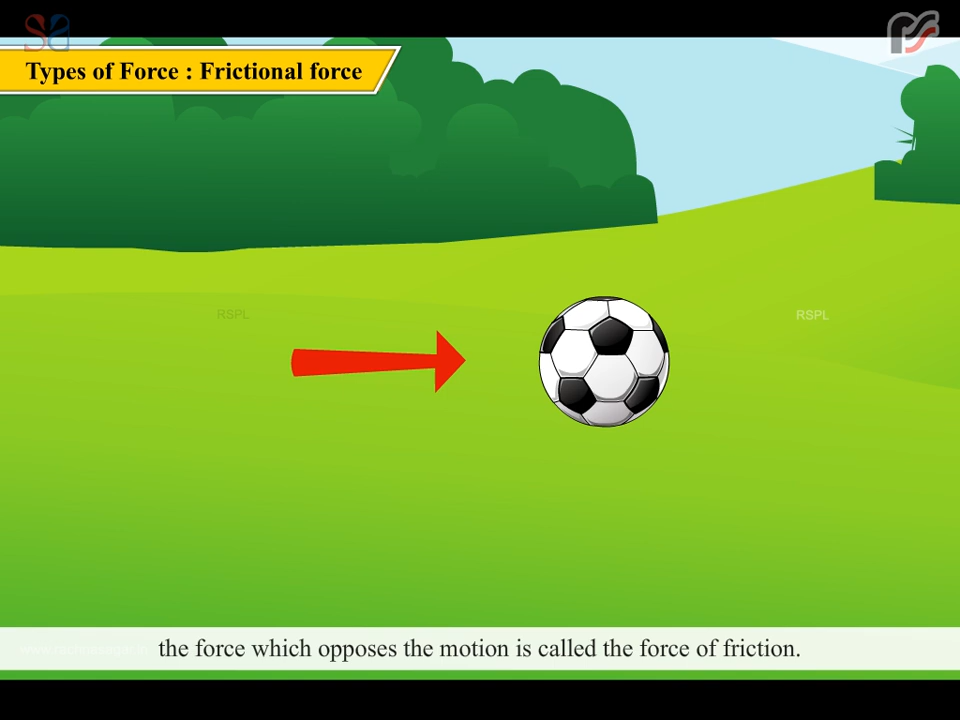 Types of Force : Frictional force
RSPL
RSPL
the force which opposes the motion is called the force of friction.